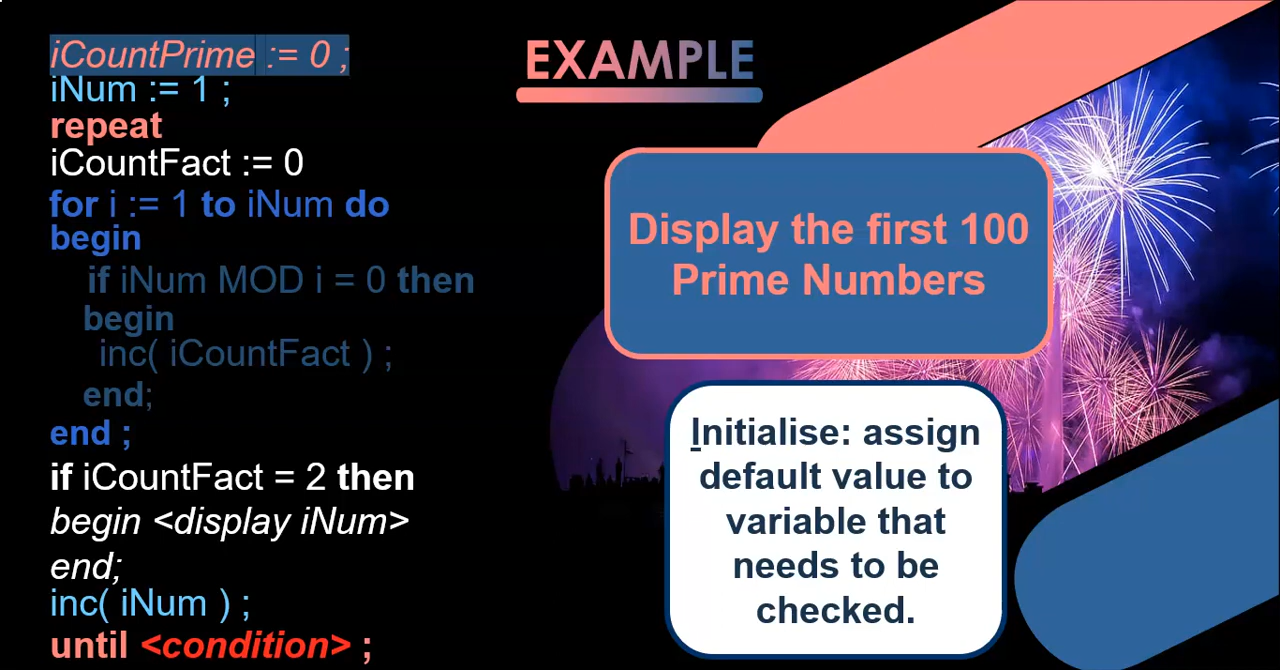 iCountPrime := 0 ;
iNum := 1 ;
repeat
iCountFact := 0
for i := 1 to iNum do
begin
if iNum MOD i = 0 then
begin
inc( iCountFact ) ;
end;
end ;
if iCountFact = 2 then
begin <display iNum>
end;
inc( iNum ) ;
until <condition> ;
EXAMPLE
Display the first 100
Prime Numbers
Initialise: assign
default value to
variable that
needs to be
checked.